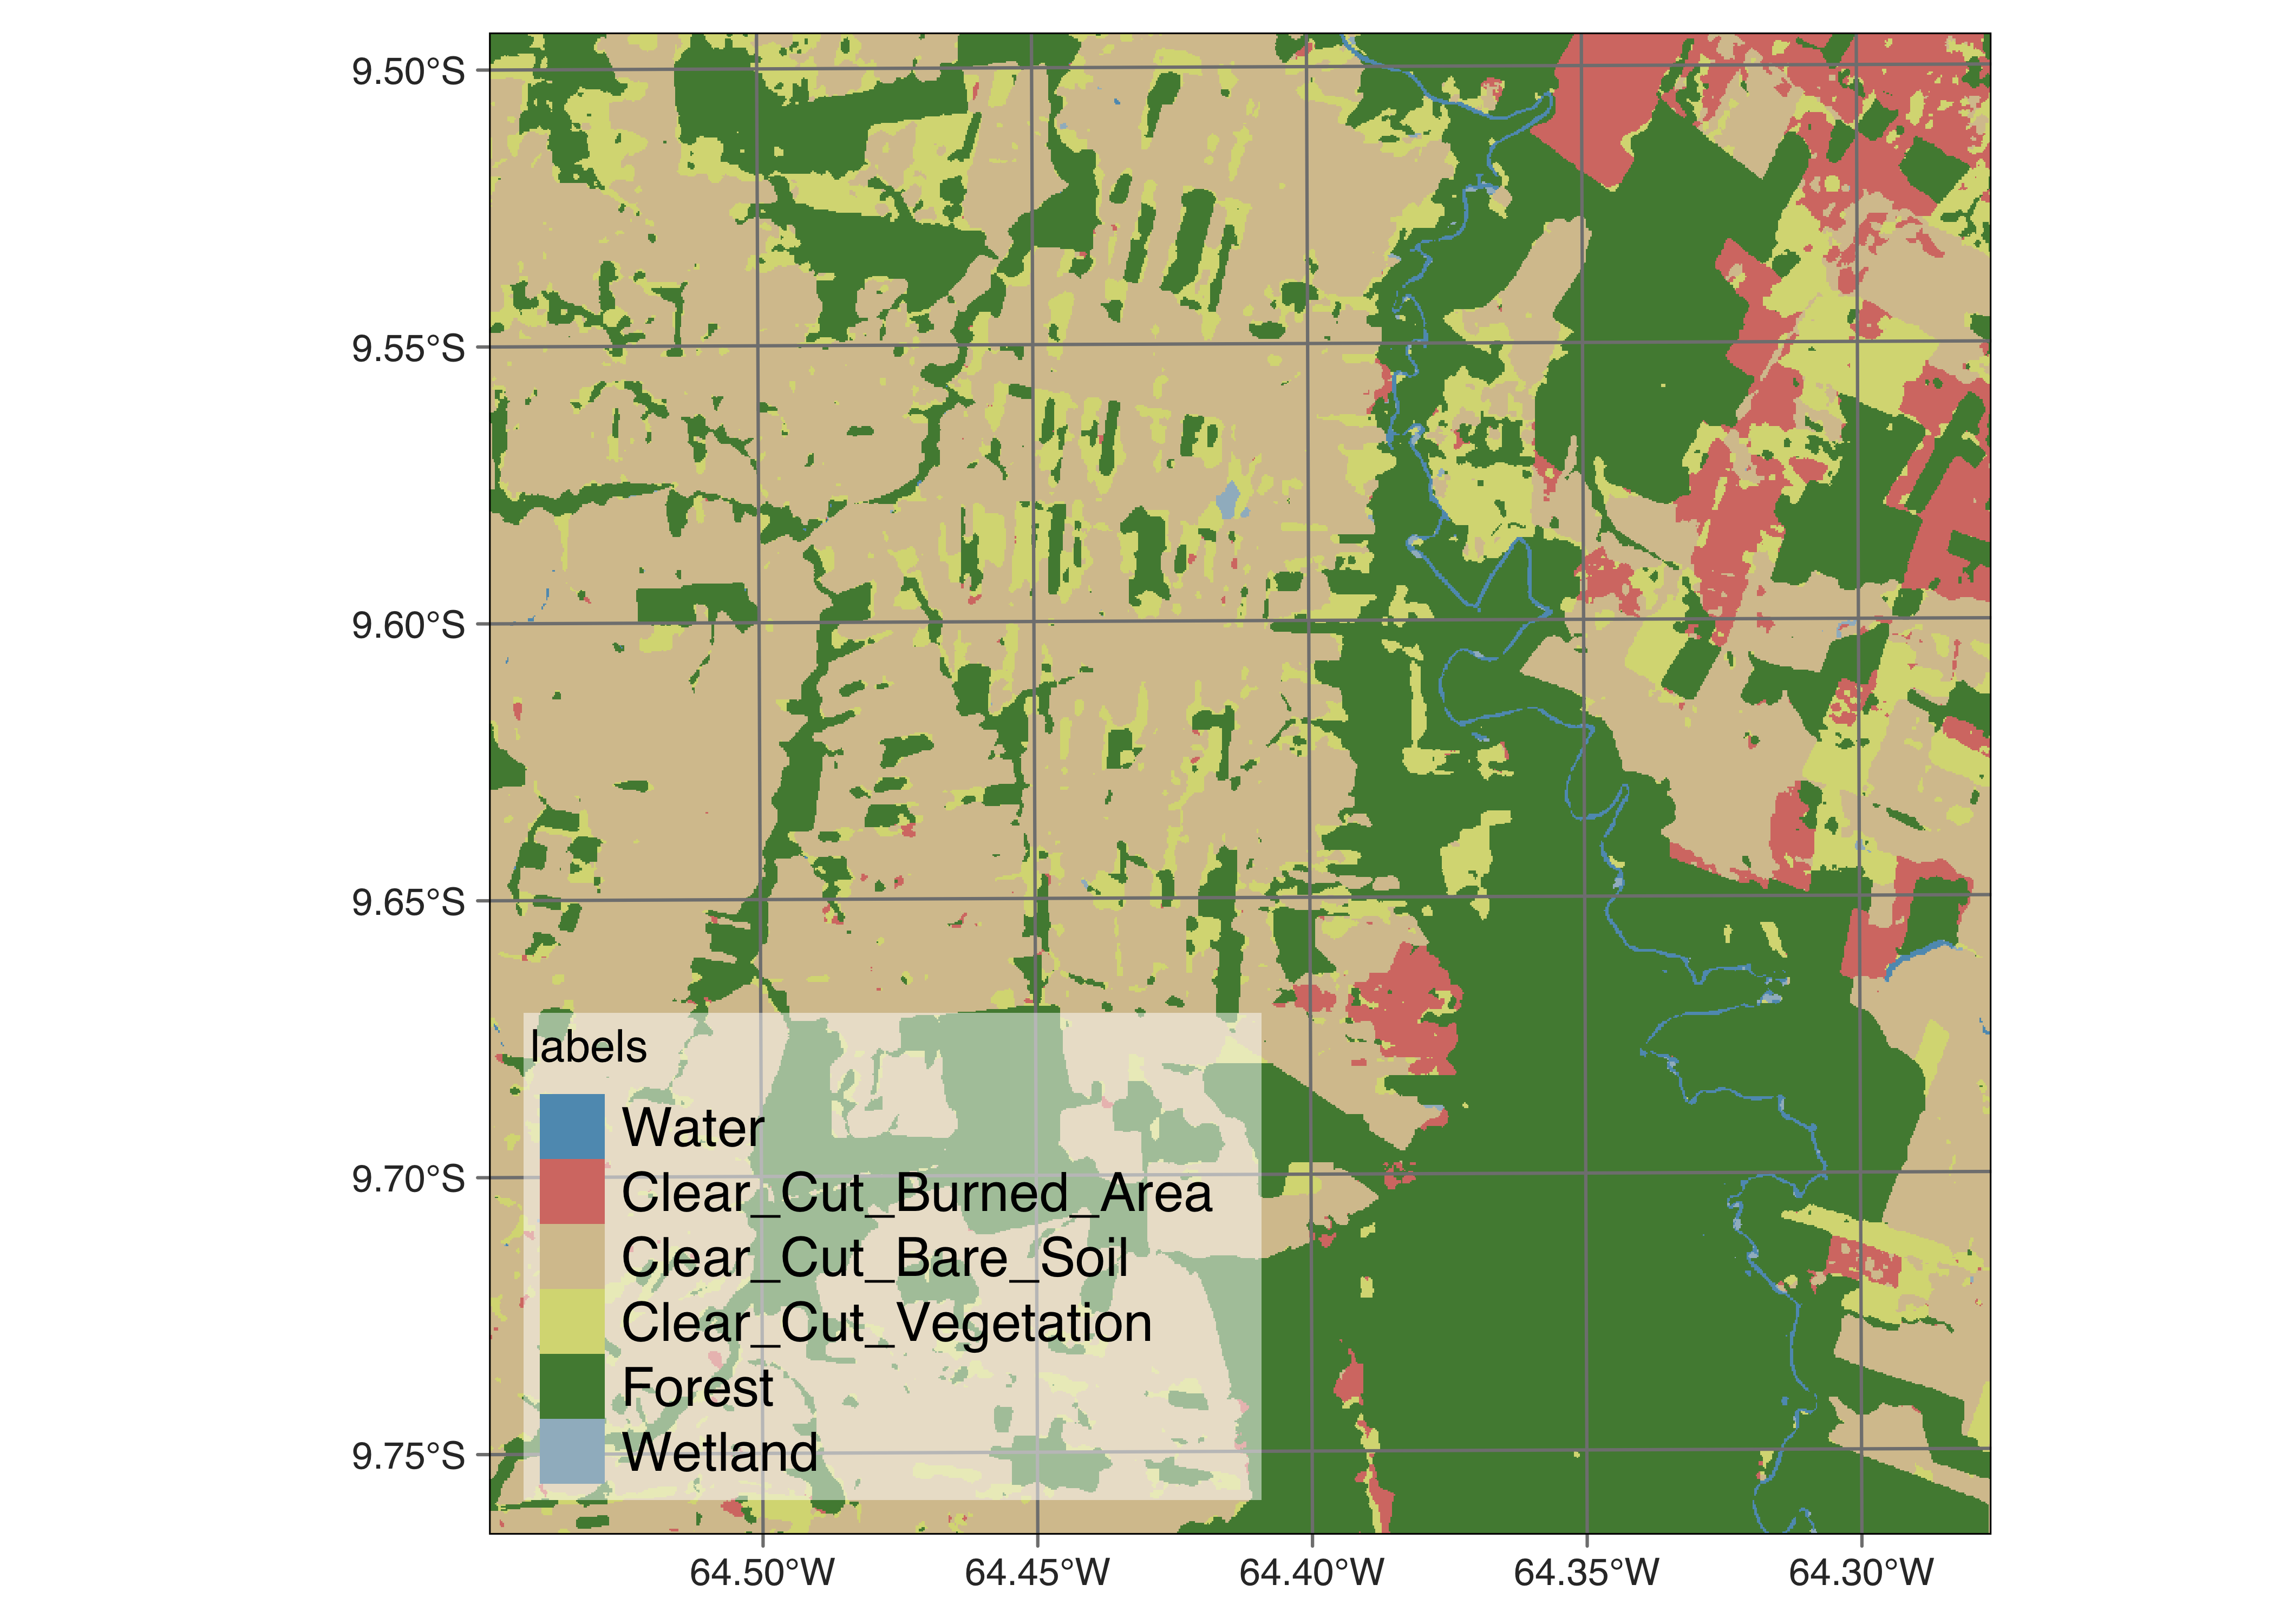 9.50°S
9.55°S
9.60°S
9.65°S
9.70°S
9.75°S
labels
Water
Clear_Cut_Burned_Area
Clear_Cut_Bare_Soil
Clear_Cut_Vegetation
Forest
Wetland
64.50°W
64.45°W
64.40°W
64.35°W
64.30°W